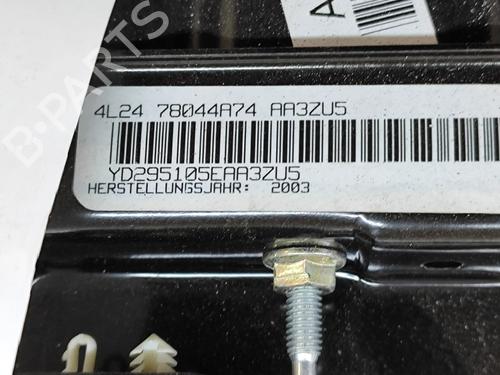 A
4L24 78044A74 AA3ZU5
YD295105EAA3ZU5
HERSTELLUNGSJAHR: 2003
B-PARTS